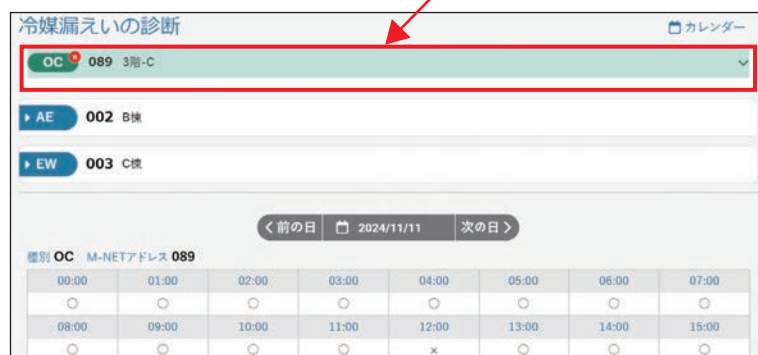 冷媒漏えいの診断 カレンダー
OC 089 3階-C
AE 002 B棟
EW 003 C棟
前の日 2024/11/11 次の日
種別 OC M-NETアドレス 089
00:00 01:00 02:00 03:00 04:00 05:00 06:00 07:00
○ ○ ○ ○ ○ ○ ○ ○
08:00 09:00 10:00 11:00 12:00 13:00 14:00 15:00
○ ○ ○ ○ × ○ ○ ○